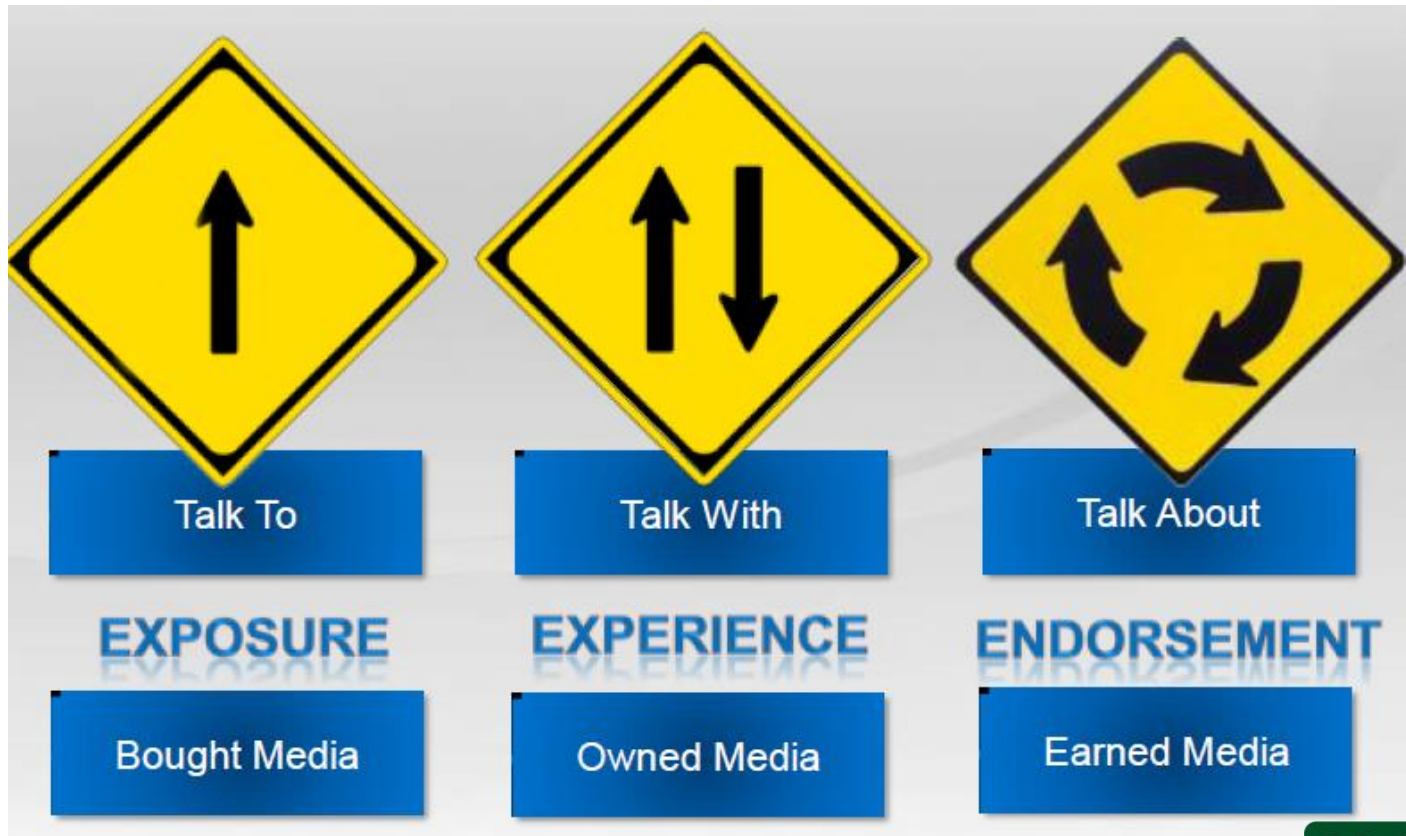 Talk To
Talk With
Talk About
EXPOSURE
EXPERIENCE
ENDORSEMENT
Bought Media
Owned Media
Earned Media